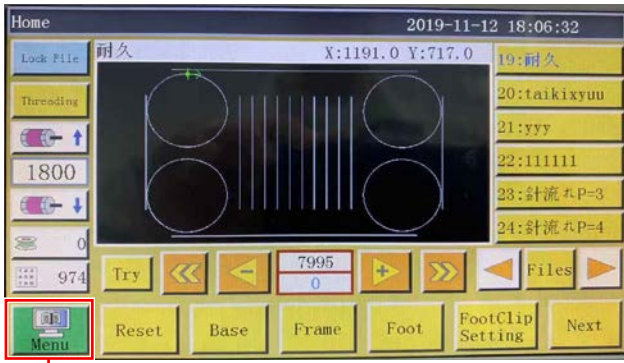 Home 2019-11-12 18:06:32
Lock File
耐久 X:1191.0 Y:717.0
19:耐久
Threading
20:taikixyuu
21:yyy
1800
22:111111
23:針流れP=3
24:針流れP=4
0
974
Try
7995
0
Files
Menu
Reset
Base
Frame
Foot
FootClip
Setting
Next